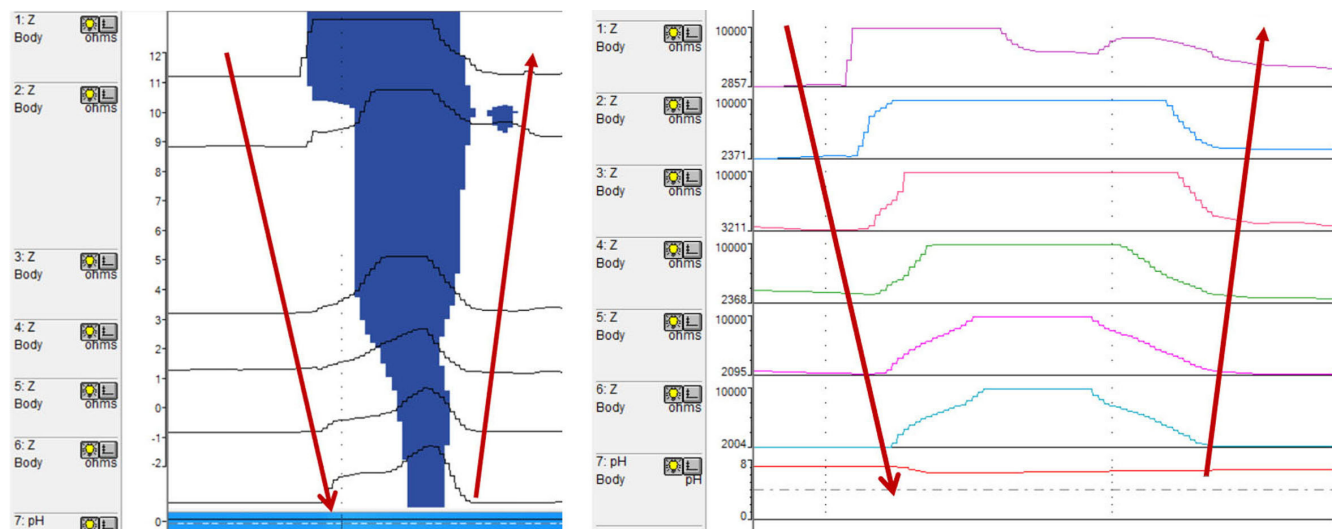 1: Z
Body ohms
2: Z
Body ohms
3: Z
Body ohms
4: Z
Body ohms
5: Z
Body ohms
6: Z
Body ohms
7: pH
12
11
10
9
8
7
6
5
4
3
2
1
0
-1
-2
0
1: Z
Body ohms
10000
2857
2: Z
Body ohms
10000
2371
3: Z
Body ohms
10000
3211
4: Z
Body ohms
10000
2368
5: Z
Body ohms
10000
2095
6: Z
Body ohms
10000
2004
7: pH
Body pH
8
0